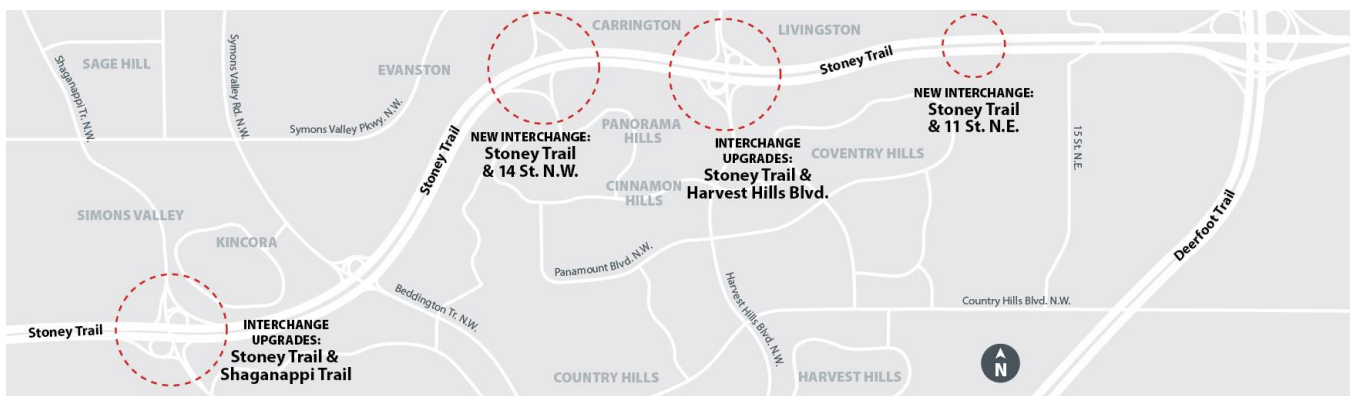 CARRINGTON
LIVINGSTON
SAGE HILL
Shaganappi Tr. N.W.
Symons Valley Rd. N.W.
EVANSTON
Stoney Trail
NEW INTERCHANGE:
Stoney Trail
& 11 St. N.E.
Symons Valley Pkwy. N.W.
NEW INTERCHANGE:
Stoney Trail
& 14 St. N.W.
PANORAMA
HILLS
INTERCHANGE
UPGRADES:
Stoney Trail &
Harvest Hills Blvd.
COVENTRY HILLS
15 St. N.E.
Stoney Trail
CINNAMON
HILLS
SIMONS VALLEY
KINCORA
Deerfoot Trail
Panamount Blvd. N.W.
Beddington Tr. N.W.
Harvest Hills Blvd. N.W.
Country Hills Blvd. N.W.
Stoney Trail
INTERCHANGE
UPGRADES:
Stoney Trail &
Shaganappi Trail
COUNTRY HILLS
HARVEST HILLS
N